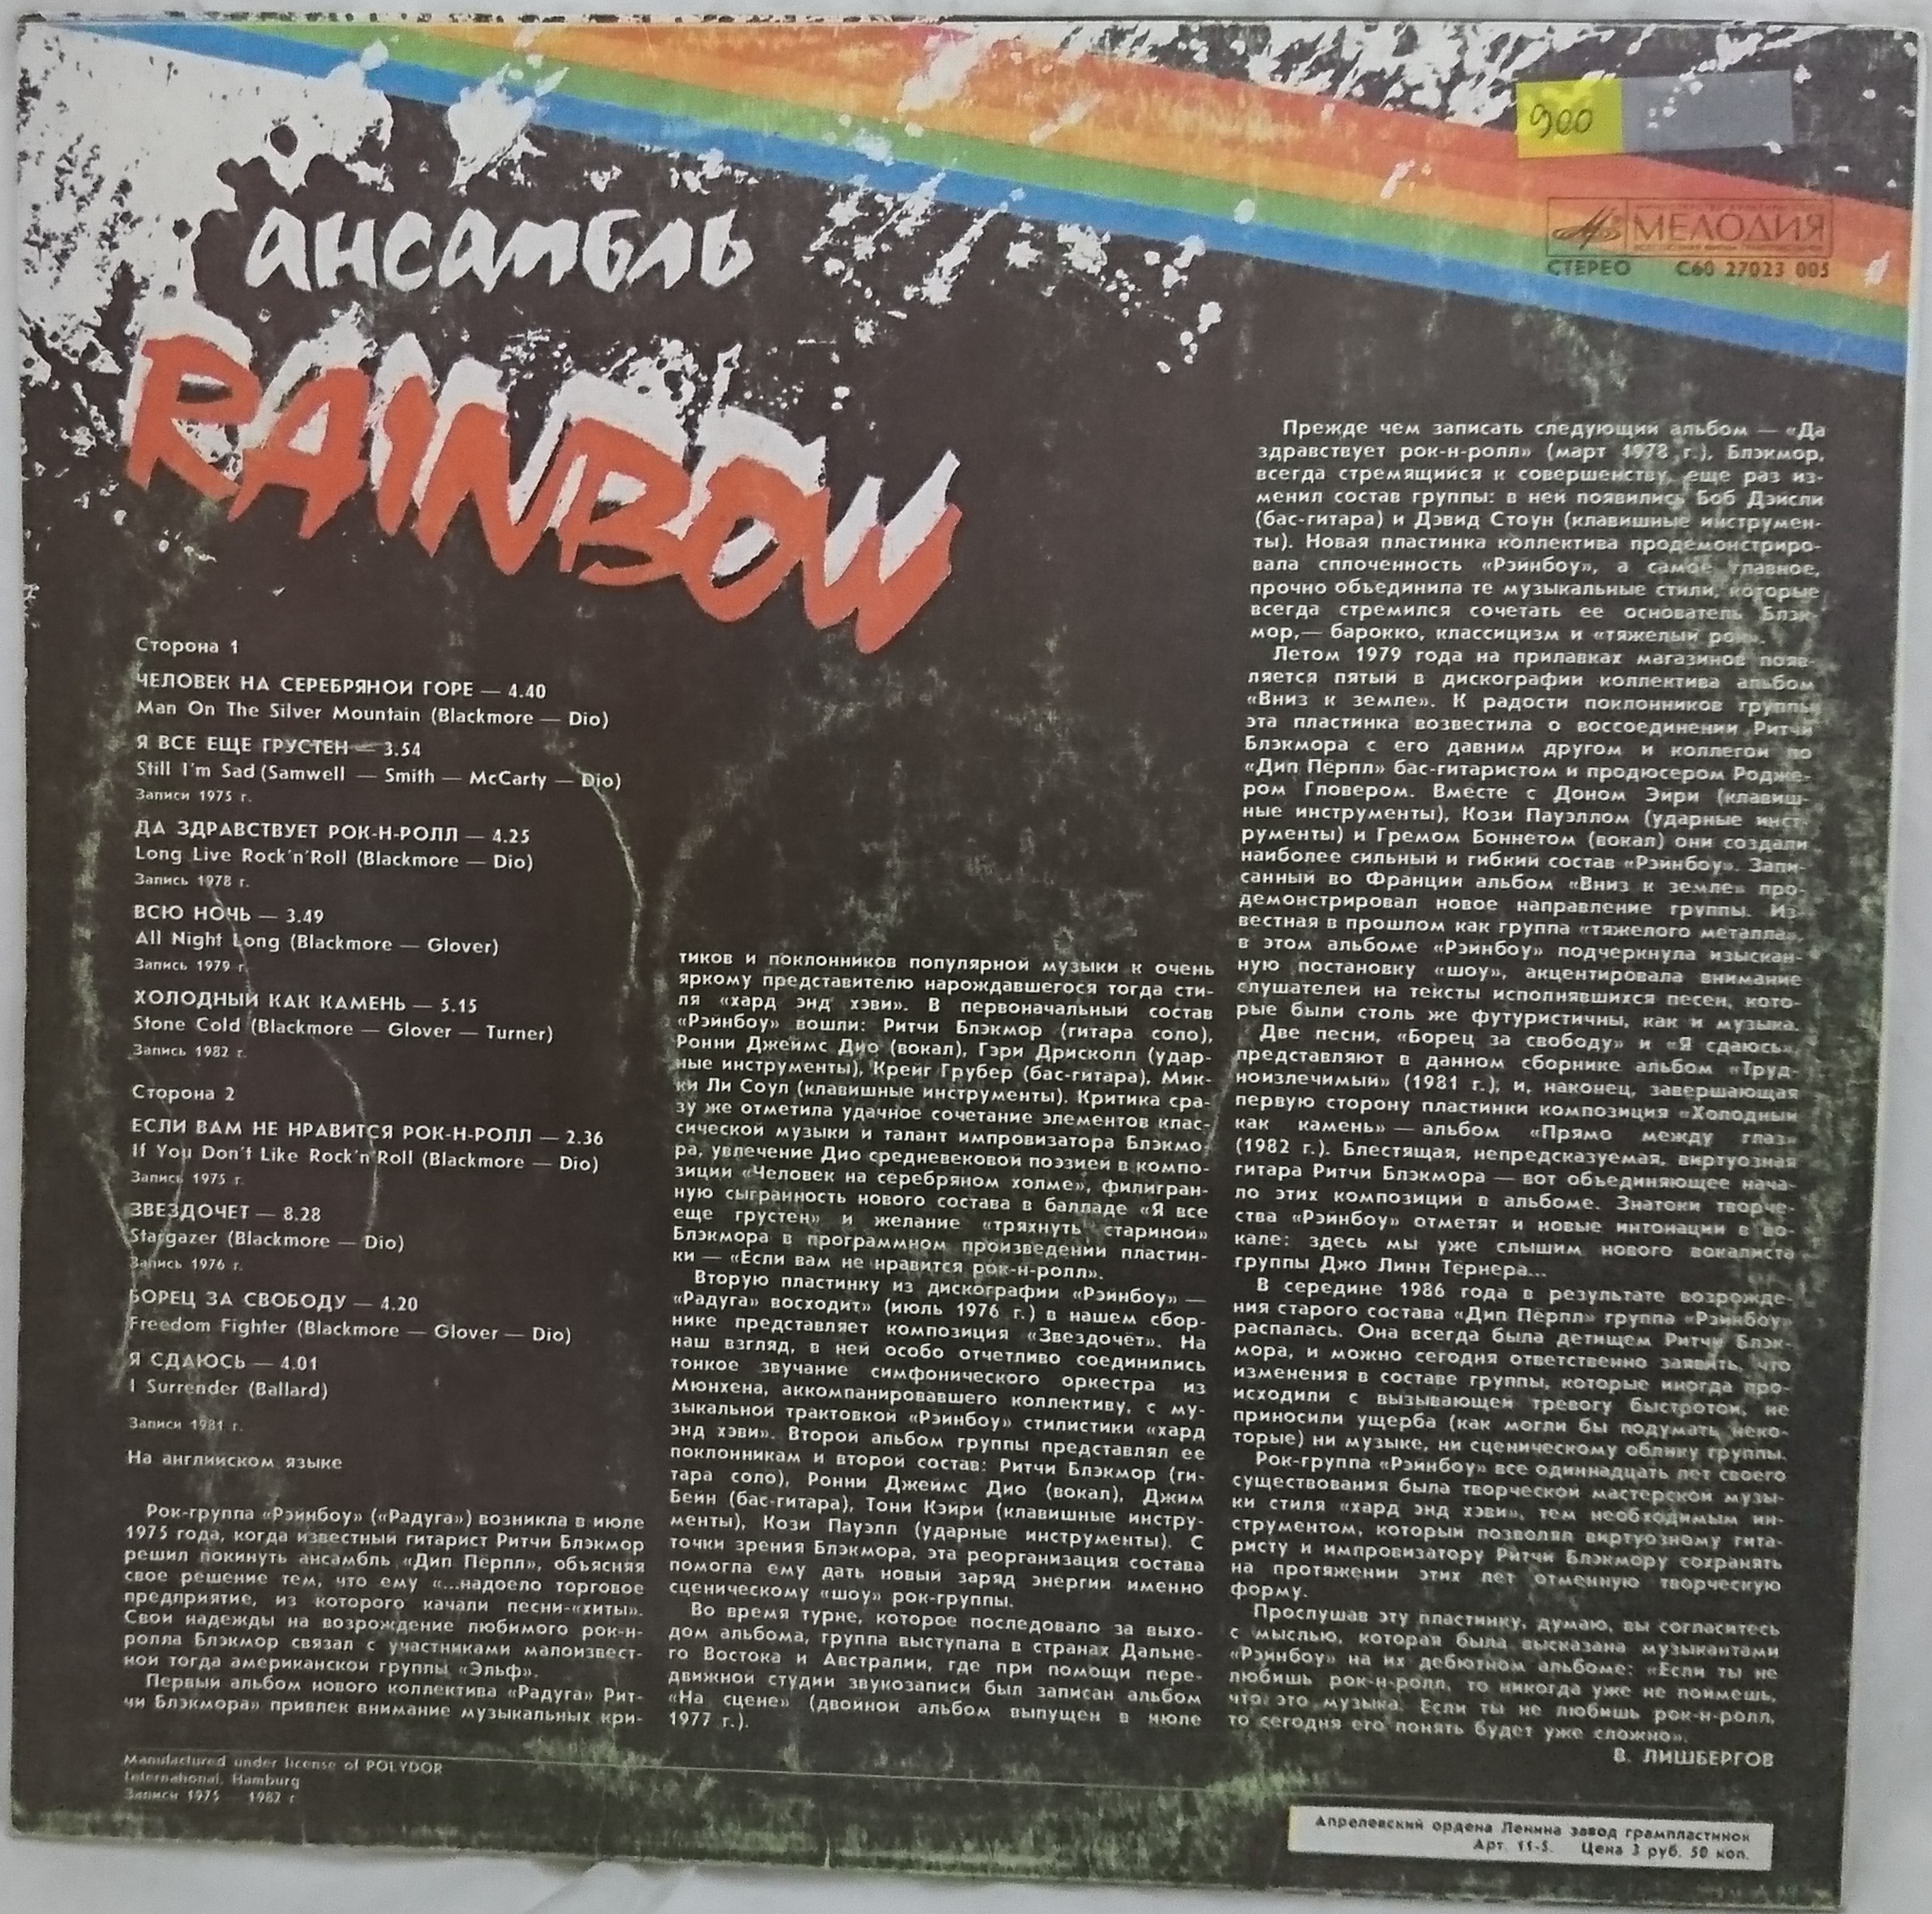 900
МЕЛОДИЯ
СТЕРЕО С60 27023 005
ансамбль
RAINBOW
Сторона 1
ЧЕЛОВЕК НА СЕРЕБРЯНОЙ ГОРЕ — 4.40
Man On The Silver Mountain (Blackmore — Dio)
Я ВСЕ ЕЩЕ ГРУСТЕН — 3.54
Still I'm Sad (Samwell — Smith — McCarty — Dio)
Записи 1975 г.
ДА ЗДРАВСТВУЕТ РОК-Н-РОЛЛ — 4.25
Long Live Rock'n'Roll (Blackmore — Dio)
Запись 1978 г.
ВСЮ НОЧЬ — 3.49
All Night Long (Blackmore — Glover)
Запись 1979 г.
ХОЛОДНЫЙ КАК КАМЕНЬ — 5.15
Stone Cold (Blackmore — Glover — Turner)
Запись 1982 г.
Сторона 2
ЕСЛИ ВАМ НЕ НРАВИТСЯ РОК-Н-РОЛЛ — 2.36
If You Don't Like Rock'n'Roll (Blackmore — Dio)
Запись 1975 г.
ЗВЕЗДОЧЕТ — 8.28
Stargazer (Blackmore — Dio)
Запись 1976 г.
БОРЕЦ ЗА СВОБОДУ — 4.20
Freedom Fighter (Blackmore — Glover — Dio)
Я СДАЮСЬ — 4.01
I Surrender (Ballard)
Записи 1981 г.
На английском языке
Рок-группа «Рэйнбоу» («Радуга») возникла в июле
1975 года, когда известный гитарист Ритчи Блэкмор
решил покинуть ансамбль «Дип Пёрпл», объясняя
свое решение тем, что ему «...надоело торговое
предприятие, из которого качали песни-«хиты».
Свои надежды на возрождение любимого рок-н-
ролла Блэкмор связал с участниками малоизвест-
ной тогда американской группы «Эльф».
Первый альбом нового коллектива «Радуга» Рит-
чи Блэкмора» привлек внимание музыкальных кри-
тиков и поклонников популярной музыки к очень
яркому представителю нарождавшегося тогда сти-
ля «хард энд хэви». В первоначальный состав
«Рэйнбоу» вошли: Ритчи Блэкмор (гитара соло),
Ронни Джеймс Дио (вокал), Гэри Дрисколл (удар-
ные инструменты), Крейг Грубер (бас-гитара), Мик-
ки Ли Соул (клавишные инструменты). Критика сра-
зу же отметила удачное сочетание элементов клас-
сической музыки и талант импровизатора Блэкмо-
ра, увлечение Дио средневековой поэзией в компо-
зиции «Человек на серебряном холме», филигран-
ную сыгранность нового состава в балладе «Я все
еще грустен» и желание «тряхнуть стариной»
Блэкмора в программном произведении пластин-
ки — «Если вам не нравится рок-н-ролл».
Вторую пластинку из дискографии «Рэйнбоу» —
«Радуга» восходит» (июль 1976 г.) в нашем сбор-
нике представляет композиция «Звездочёт». На
наш взгляд, в ней особо отчетливо соединились
тонкое звучание симфонического оркестра из
Мюнхена, аккомпанировавшего коллективу, с му-
зыкальной трактовкой «Рэйнбоу» стилистики «хард
энд хэви». Второй альбом группы представлял ее
поклонникам и второй состав: Ритчи Блэкмор (ги-
тара соло), Ронни Джеймс Дио (вокал), Джим
Бейн (бас-гитара), Тони Кэйри (клавишные инстру-
менты), Кози Пауэлл (ударные инструменты). С
точки зрения Блэкмора, эта реорганизация состава
помогла ему дать новый заряд энергии именно
сценическому «шоу» рок-группы.
Во время турне, которое последовало за выхо-
дом альбома, группа выступала в странах Дальне-
го Востока и Австралии, где при помощи пере-
движной студии звукозаписи был записан альбом
«На сцене» (двойной альбом выпущен в июле
1977 г.).
Прежде чем записать следующий альбом — «Да
здравствует рок-н-ролл» (март 1978 г.), Блэкмор,
всегда стремящийся к совершенству, еще раз из-
менил состав группы: в ней появились Боб Дэйсли
(бас-гитара) и Дэвид Стоун (клавишные инструмен-
ты). Новая пластинка коллектива продемонстриро-
вала сплоченность «Рэйнбоу», а самое главное,
прочно объединила те музыкальные стили, которые
всегда стремился сочетать ее основатель Блэк-
мор,— барокко, классицизм и «тяжелый рок».
Летом 1979 года на прилавках магазинов появ-
ляется пятый в дискографии коллектива альбом
«Вниз к земле». К радости поклонников группы
эта пластинка возвестила о воссоединении Ритчи
Блэкмора с его давним другом и коллегой по
«Дип Пёрпл» бас-гитаристом и продюсером Родже-
ром Гловером. Вместе с Доном Эйри (клавиш-
ные инструменты), Кози Пауэллом (ударные инст-
рументы) и Гремом Боннетом (вокал) они создали
наиболее сильный и гибкий состав «Рэйнбоу». Запи-
санный во Франции альбом «Вниз к земле» про-
демонстрировал новое направление группы. Из-
вестная в прошлом как группа «тяжелого металла»,
в этом альбоме «Рэйнбоу» подчеркнула изыскан-
ную постановку «шоу», акцентировала внимание
слушателей на тексты исполнявшихся песен, кото-
рые были столь же футуристичны, как и музыка.
Две песни, «Борец за свободу» и «Я сдаюсь»,
представляют в данном сборнике альбом «Труд-
ноизлечимый» (1981 г.), и, наконец, завершающая
первую сторону пластинки композиция «Холодный
как камень» — альбом «Прямо между глаз»
(1982 г.). Блестящая, непредсказуемая, виртуозная
гитара Ритчи Блэкмора — вот объединяющее нача-
ло этих композиций в альбоме. Знатоки творче-
ства «Рэйнбоу» отметят и новые интонации в во-
кале: здесь мы уже слышим нового вокалиста
группы Джо Линн Тёрнера...
В середине 1986 года в результате возрожде-
ния старого состава «Дип Пёрпл» группа «Рэйнбоу»
распалась. Она всегда была детищем Ритчи Блэк-
мора, и можно сегодня ответственно заявить, что
изменения в составе группы, которые иногда про-
исходили с вызывающей тревогу быстротой, не
приносили ущерба (как могли бы подумать неко-
торые) ни музыке, ни сценическому облику группы.
Рок-группа «Рэйнбоу» все одиннадцать лет своего
существования была творческой мастерской музы-
ки стиля «хард энд хэви», тем необходимым ин-
струментом, который позволял виртуозному гита-
ристу и импровизатору Ритчи Блэкмору сохранять
на протяжении этих лет отменную творческую
форму.
Прослушав эту пластинку, думаю, вы согласитесь
с мыслью, которая была высказана музыкантами
«Рэйнбоу» на их дебютном альбоме: «Если ты не
любишь рок-н-ролл, то никогда уже не поймешь,
что это музыка. Если ты не любишь рок-н-ролл,
то сегодня его понять будет уже сложно».
В. ЛИШБЕРГОВ
Manufactured under license of POLYDOR
International, Hamburg
Записи 1975 — 1982 г
Апрелевский ордена Ленина завод грампластинок
Арт. 11-5. Цена 3 руб. 50 коп.